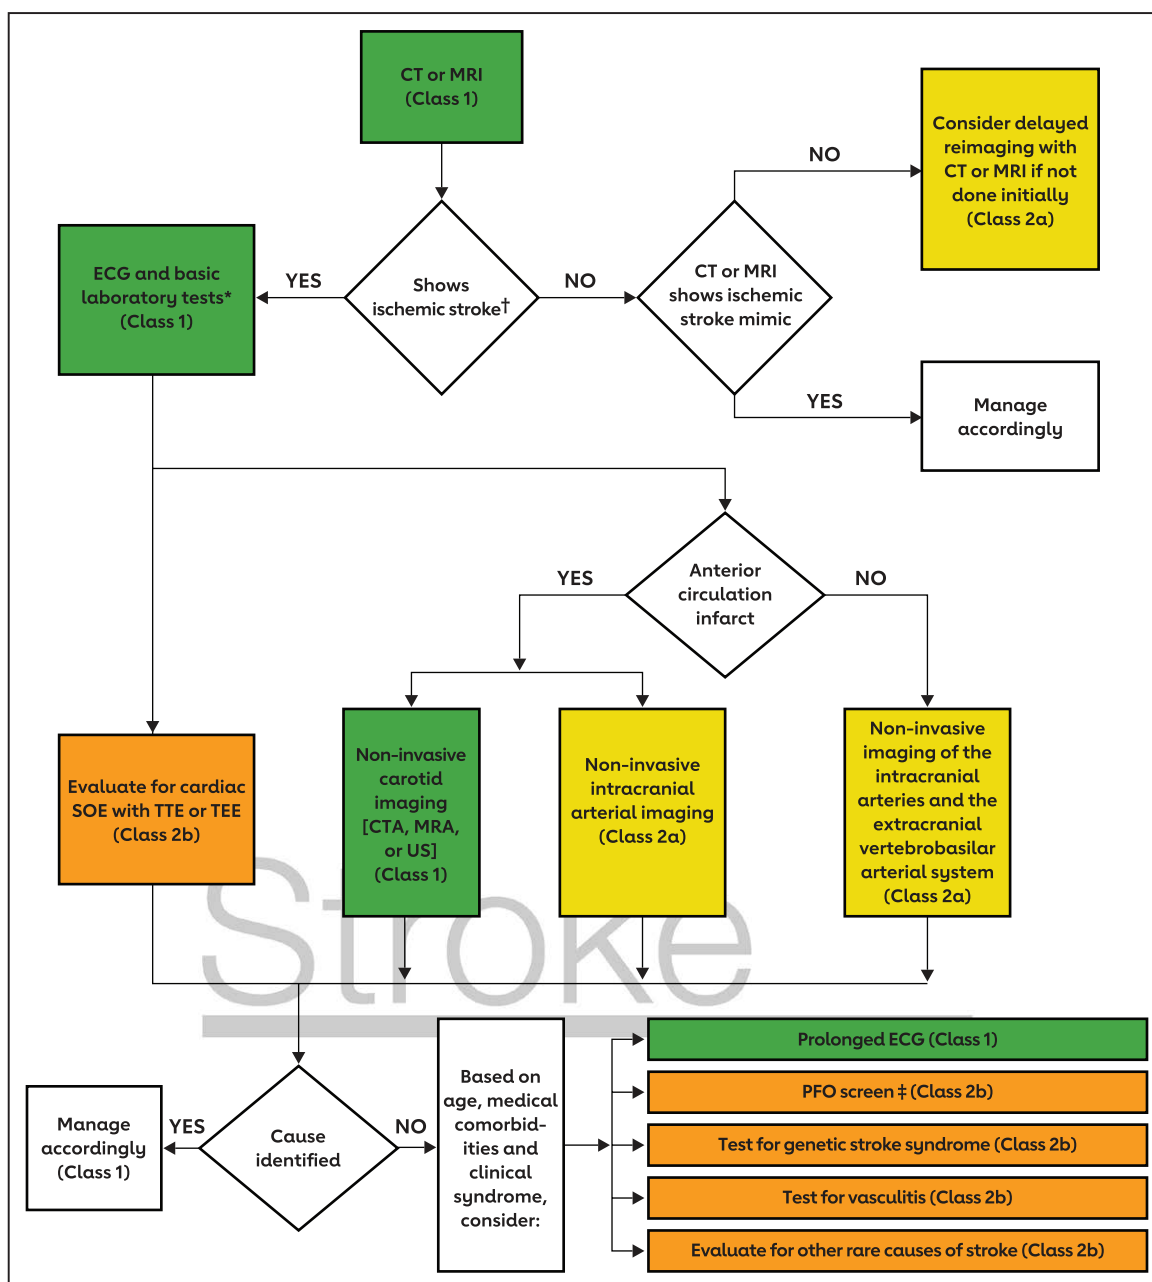 CT or MRI
(Class 1)
Consider delayed
reimaging with
CT or MRI if not
done initially
(Class 2a)
NO
ECG and basic
laboratory tests*
(Class 1)
YES
Shows
ischemic stroke†
NO
CT or MRI
shows ischemic
stroke mimic
YES
Manage
accordingly
Anterior
circulation
infarct
YES
NO
Evaluate for cardiac
SOE with TTE or TEE
(Class 2b)
Non-invasive
carotid
imaging
[CTA, MRA,
or US]
(Class 1)
Non-invasive
intracranial
arterial imaging
(Class 2a)
Non-invasive
imaging of the
intracranial
arteries and the
extracranial
vertebrobasilar
arterial system
(Class 2a)
Stroke
Manage
accordingly
(Class 1)
YES
Cause
identified
NO
Based on
age, medical
comorbid-
ities and
clinical
syndrome,
consider:
Prolonged ECG (Class 1)
PFO screen ‡ (Class 2b)
Test for genetic stroke syndrome (Class 2b)
Test for vasculitis (Class 2b)
Evaluate for other rare causes of stroke (Class 2b)